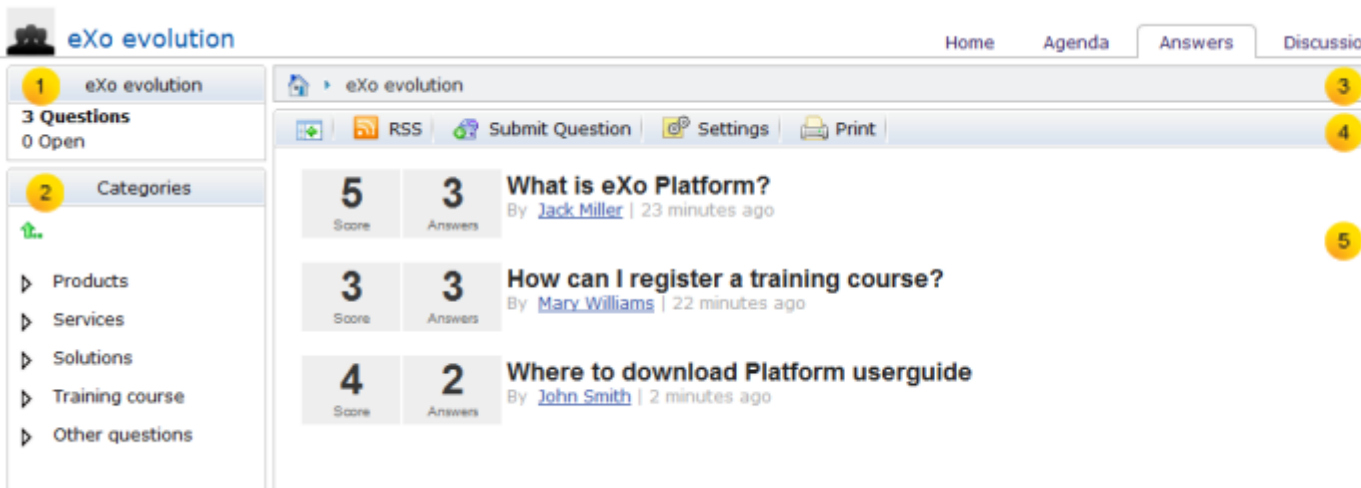 eXo evolution
Home Agenda Answers Discussio
1 eXo evolution
3 Questions
0 Open
2 Categories
Products
Services
Solutions
Training course
Other questions
eXo evolution 3
RSS Submit Question Settings Print 4
5 Score 3 Answers What is eXo Platform?
By Jack Miller | 23 minutes ago
5
3 Score 3 Answers How can I register a training course?
By Mary Williams | 22 minutes ago
4 Score 2 Answers Where to download Platform userguide
By John Smith | 2 minutes ago